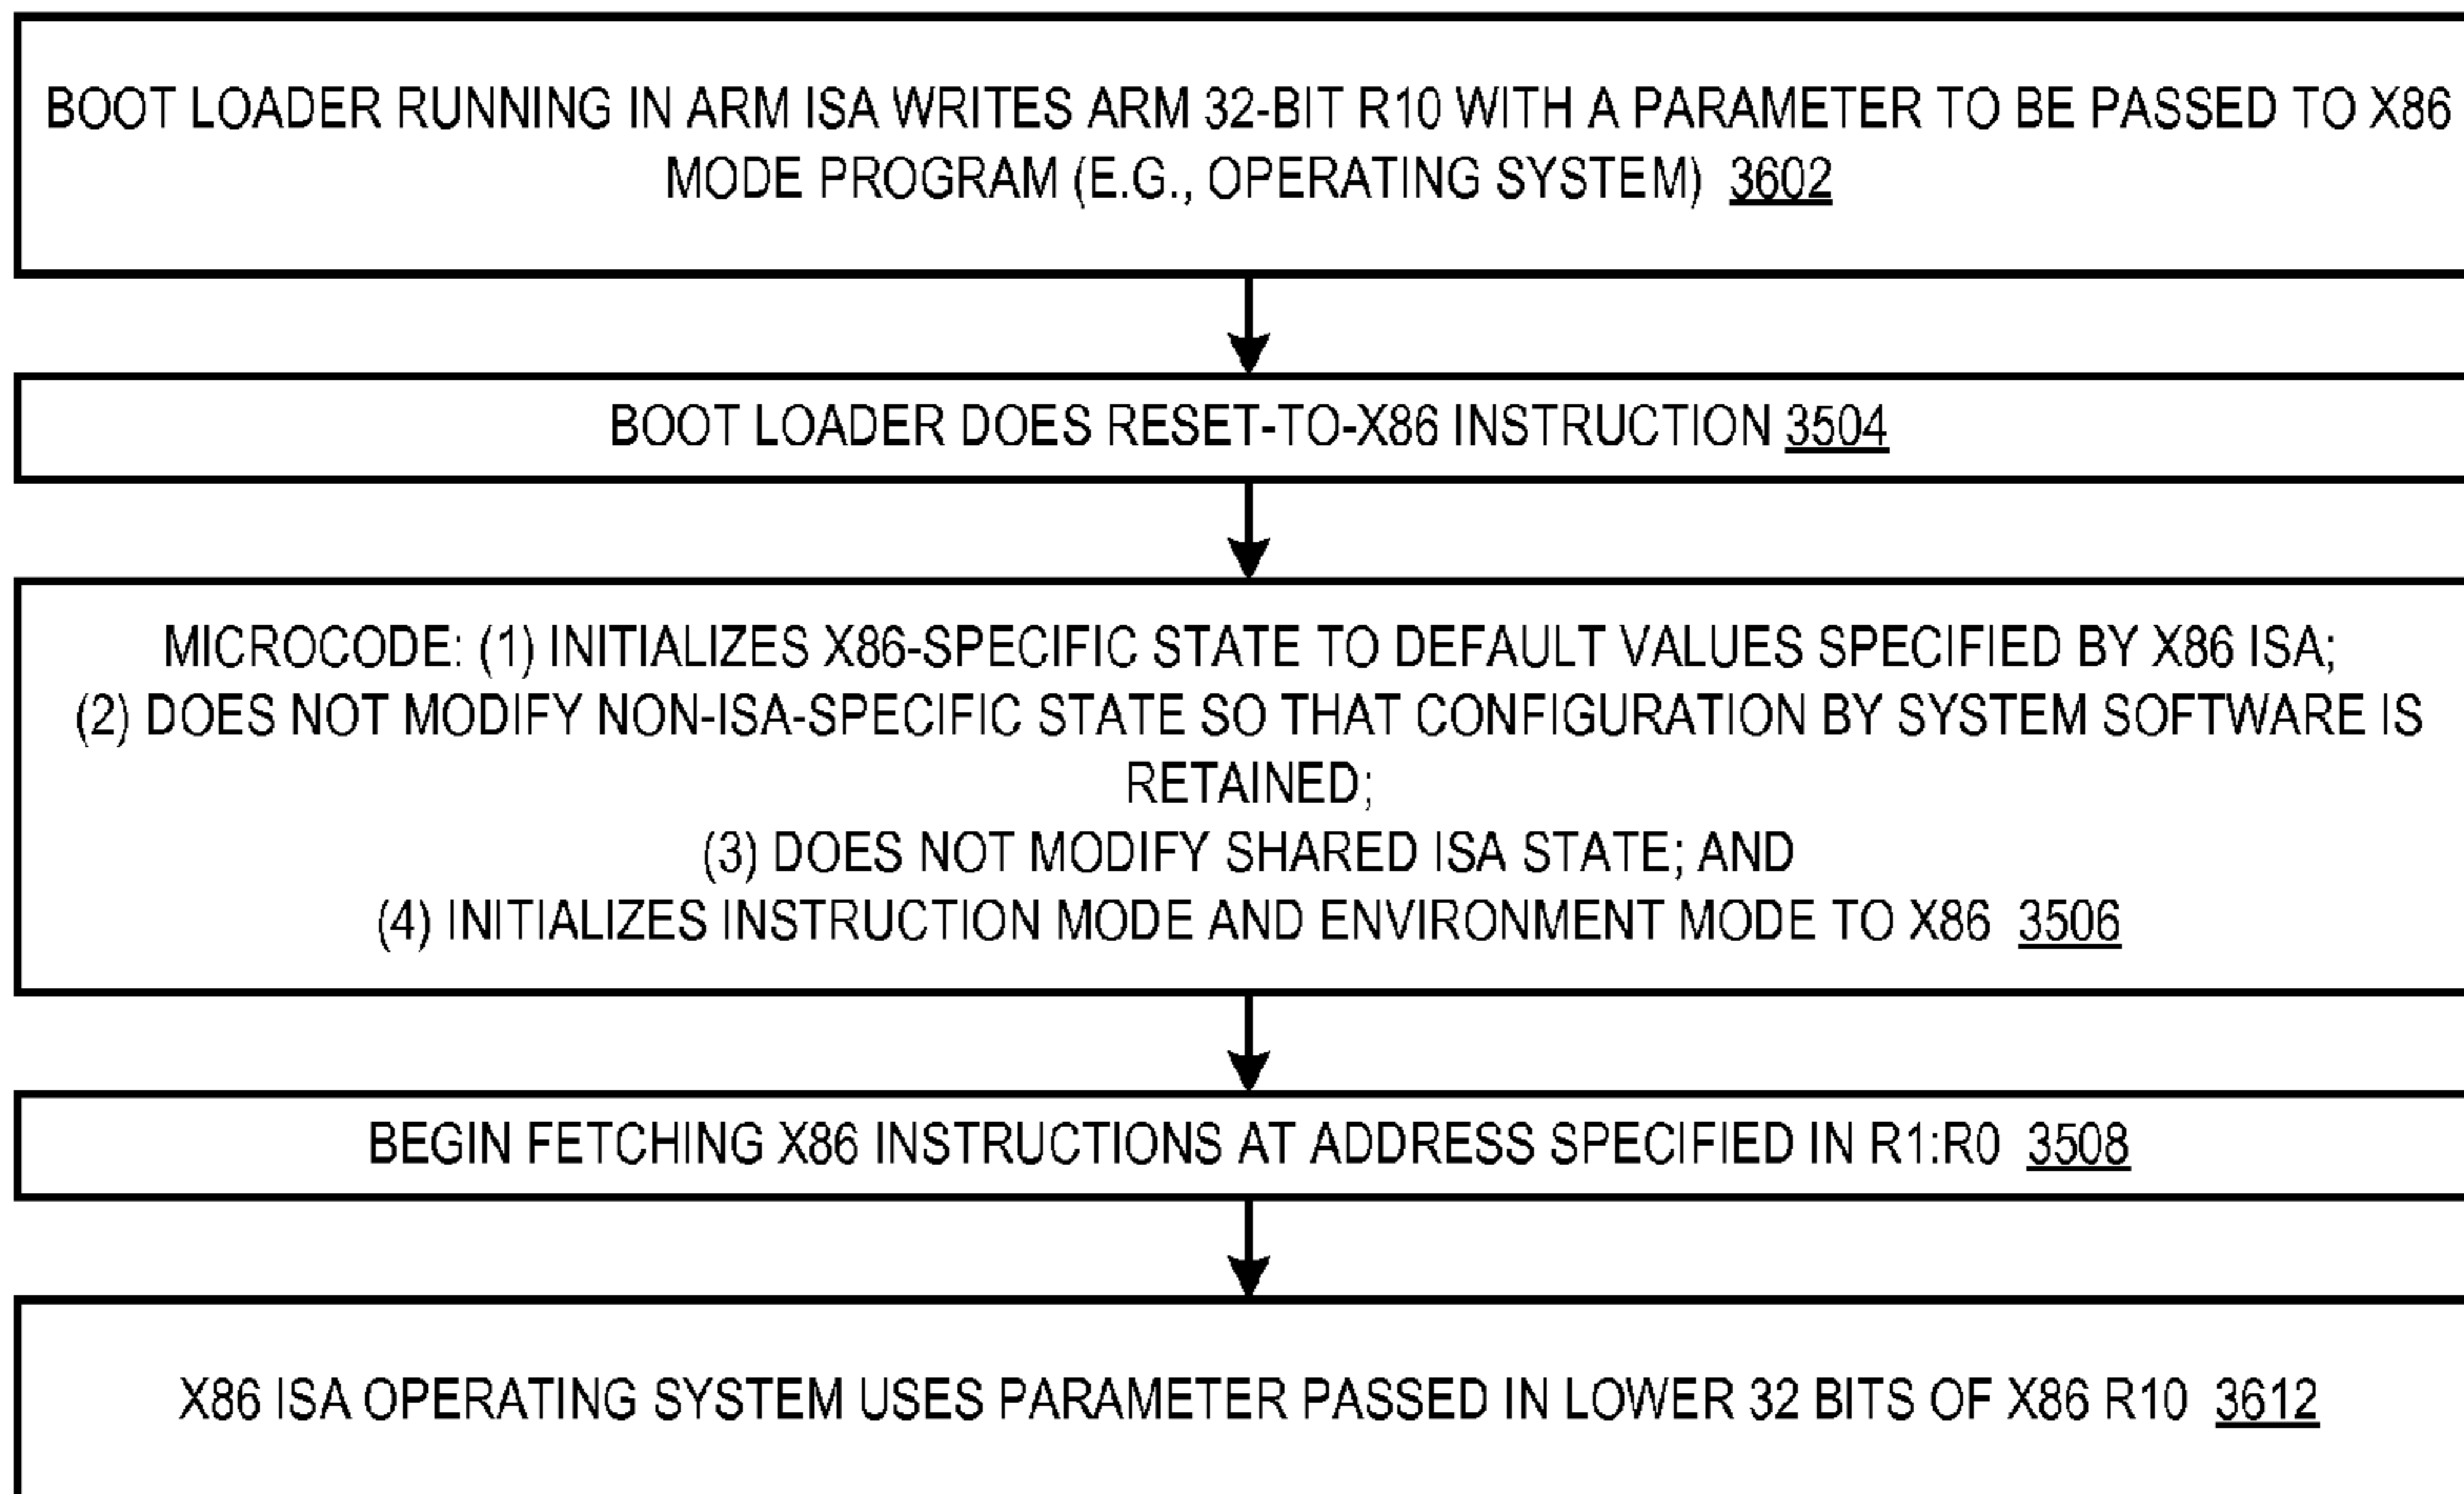 BOOT LOADER RUNNING IN ARM ISA WRITES ARM 32-BIT R10 WITH A PARAMETER TO BE PASSED TO X86
MODE PROGRAM (E.G., OPERATING SYSTEM) 3602
BOOT LOADER DOES RESET-TO-X86 INSTRUCTION 3504
MICROCODE: (1) INITIALIZES X86-SPECIFIC STATE TO DEFAULT VALUES SPECIFIED BY X86 ISA;
(2) DOES NOT MODIFY NON-ISA-SPECIFIC STATE SO THAT CONFIGURATION BY SYSTEM SOFTWARE IS
RETAINED;
(3) DOES NOT MODIFY SHARED ISA STATE; AND
(4) INITIALIZES INSTRUCTION MODE AND ENVIRONMENT MODE TO X86 3506
BEGIN FETCHING X86 INSTRUCTIONS AT ADDRESS SPECIFIED IN R1:R0 3508
X86 ISA OPERATING SYSTEM USES PARAMETER PASSED IN LOWER 32 BITS OF X86 R10 3612